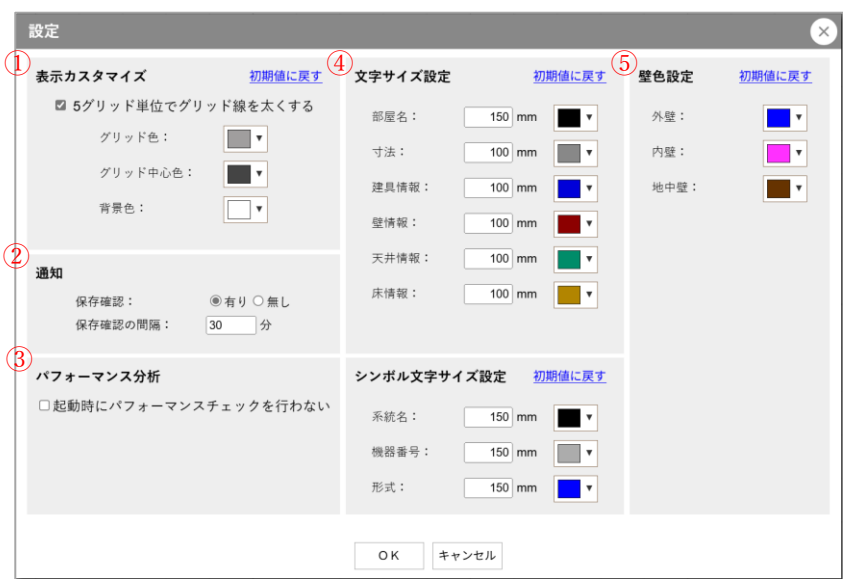 設定
①
表示カスタマイズ 初期値に戻す
5グリッド単位でグリッド線を太くする
グリッド色：
グリッド中心色：
背景色：
②
通知
保存確認： 有り 無し
保存確認の間隔： 30 分
③
パフォーマンス分析
起動時にパフォーマンスチェックを行わない
④
文字サイズ設定 初期値に戻す
部屋名： 150 mm
寸法： 100 mm
建具情報： 100 mm
壁情報： 100 mm
天井情報： 100 mm
床情報： 100 mm
シンボル文字サイズ設定 初期値に戻す
系統名： 150 mm
機器番号： 150 mm
形式： 150 mm
⑤
壁色設定 初期値に戻す
外壁：
内壁：
地中壁：
ＯＫ キャンセル